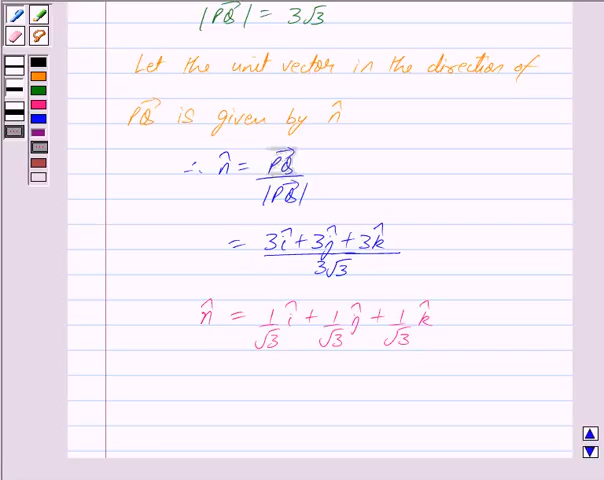 |PQ⃗| = 3√3
Let the unit vector in the direction of
PQ⃗ is given by n̂
∴ n̂ = PQ⃗ / |PQ⃗|
= 3î + 3ĵ + 3k̂ / 3√3
n̂ = 1/√3 î + 1/√3 ĵ + 1/√3 k̂